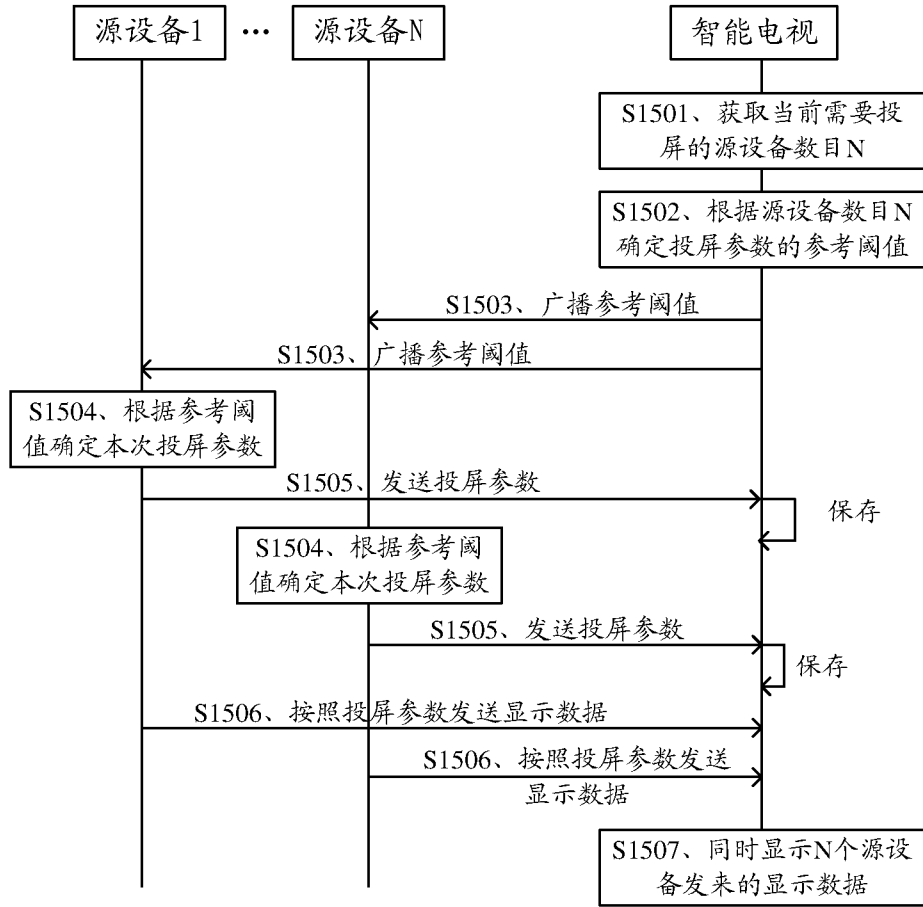 源设备1 ··· 源设备N 智能电视
S1501、获取当前需要投
屏的源设备数目N
S1502、根据源设备数目N
确定投屏参数的参考阈值
S1503、广播参考阈值
S1503、广播参考阈值
S1504、根据参考阈
值确定本次投屏参数
S1505、发送投屏参数
保存
S1504、根据参考阈
值确定本次投屏参数
S1505、发送投屏参数
保存
S1506、按照投屏参数发送显示数据
S1506、按照投屏参数发送
显示数据
S1507、同时显示N个源设
备发来的显示数据